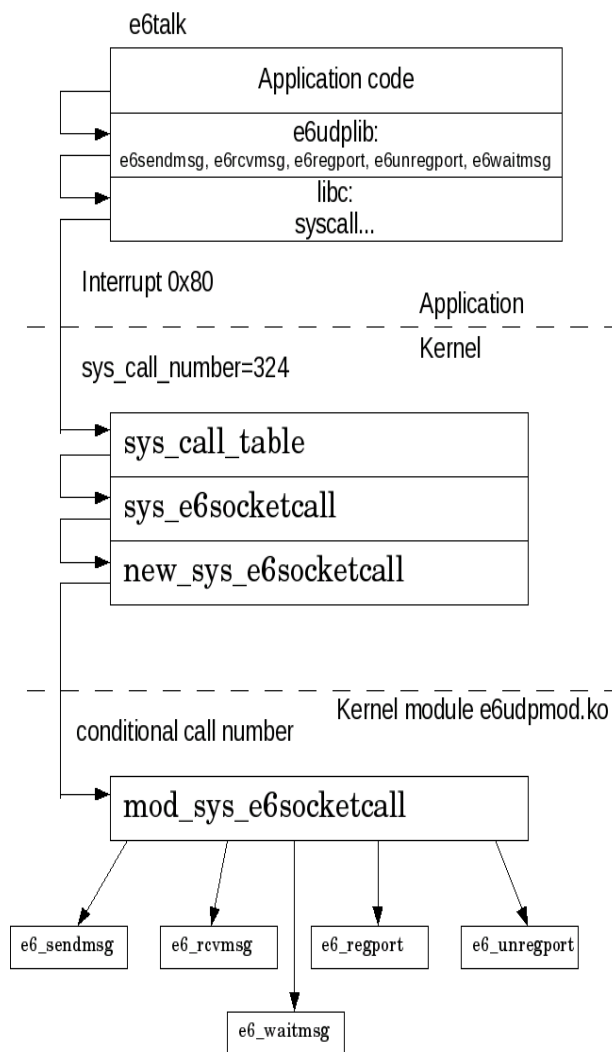 e6talk
Application code
e6udplib:
e6sendmsg, e6rcvmsg, e6regport, e6unregport, e6waitmsg
libc:
syscall...
Interrupt 0x80
Application
Kernel
sys_call_number=324
sys_call_table
sys_e6socketcall
new_sys_e6socketcall
Kernel module e6udpmod.ko
conditional call number
mod_sys_e6socketcall
e6_sendmsg
e6_rcvmsg
e6_regport
e6_unregport
e6_waitmsg